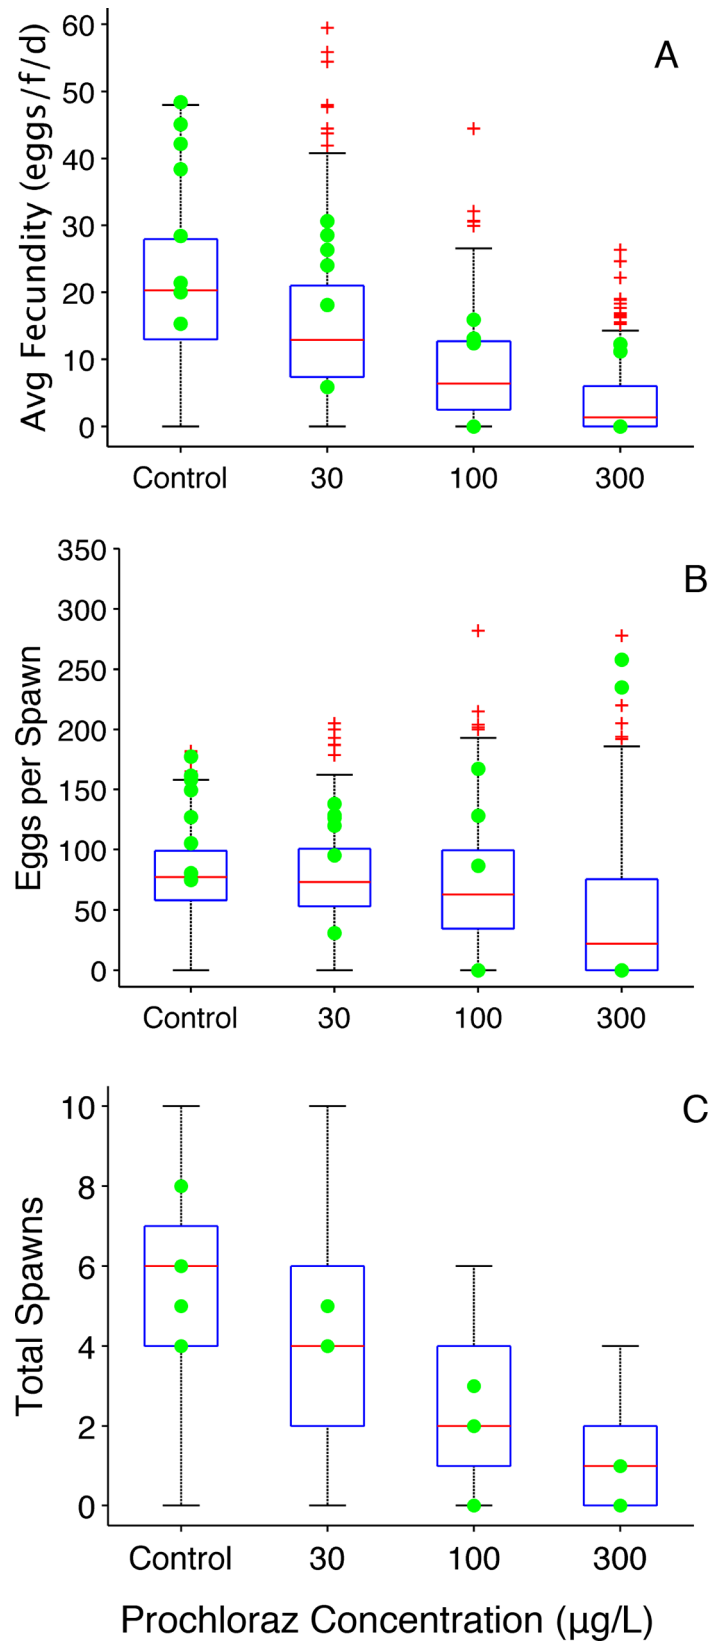 A
Avg Fecundity (eggs/f/d)
60
50
40
30
20
10
0
Control 30 100 300
B
Eggs per Spawn
350
300
250
200
150
100
50
0
Control 30 100 300
C
Total Spawns
10
8
6
4
2
0
Control 30 100 300
Prochloraz Concentration (µg/L)